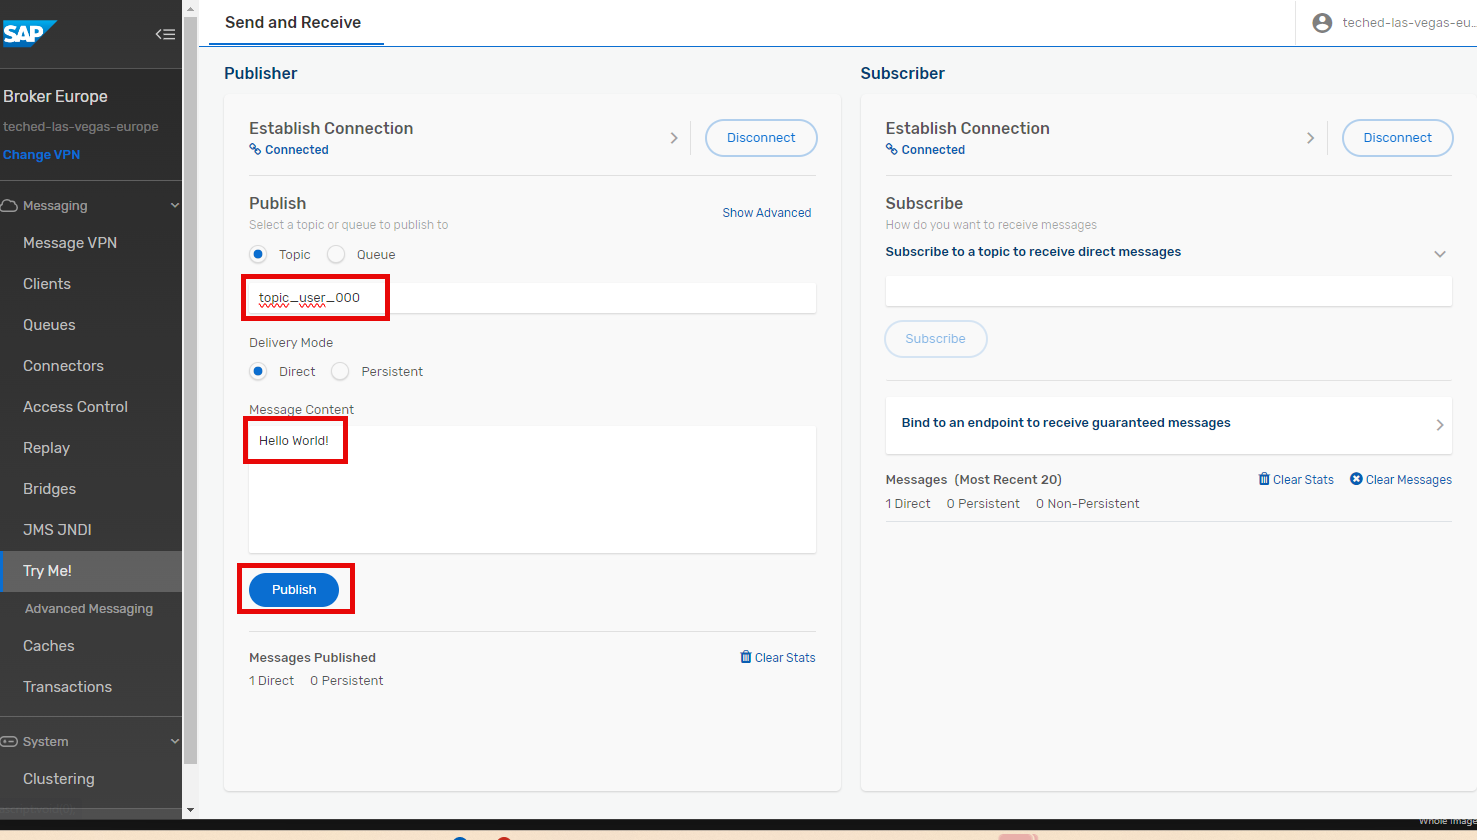 SAP
Broker Europe
teched-las-vegas-europe
Change VPN
Messaging
Message VPN
Clients
Queues
Connectors
Access Control
Replay
Bridges
JMS JNDI
Try Me!
Advanced Messaging
Caches
Transactions
System
Clustering
Send and Receive
teched-las-vegas-eu...
Publisher
Establish Connection
Connected
Disconnect
Publish
Select a topic or queue to publish to
Show Advanced
Topic Queue
topic_user_000
Delivery Mode
Direct Persistent
Message Content
Hello World!
Publish
Messages Published
Clear Stats
1 Direct 0 Persistent
Subscriber
Establish Connection
Connected
Disconnect
Subscribe
How do you want to receive messages
Subscribe to a topic to receive direct messages
Subscribe
Bind to an endpoint to receive guaranteed messages
Messages (Most Recent 20)
Clear Stats Clear Messages
1 Direct 0 Persistent 0 Non-Persistent
Whole Image